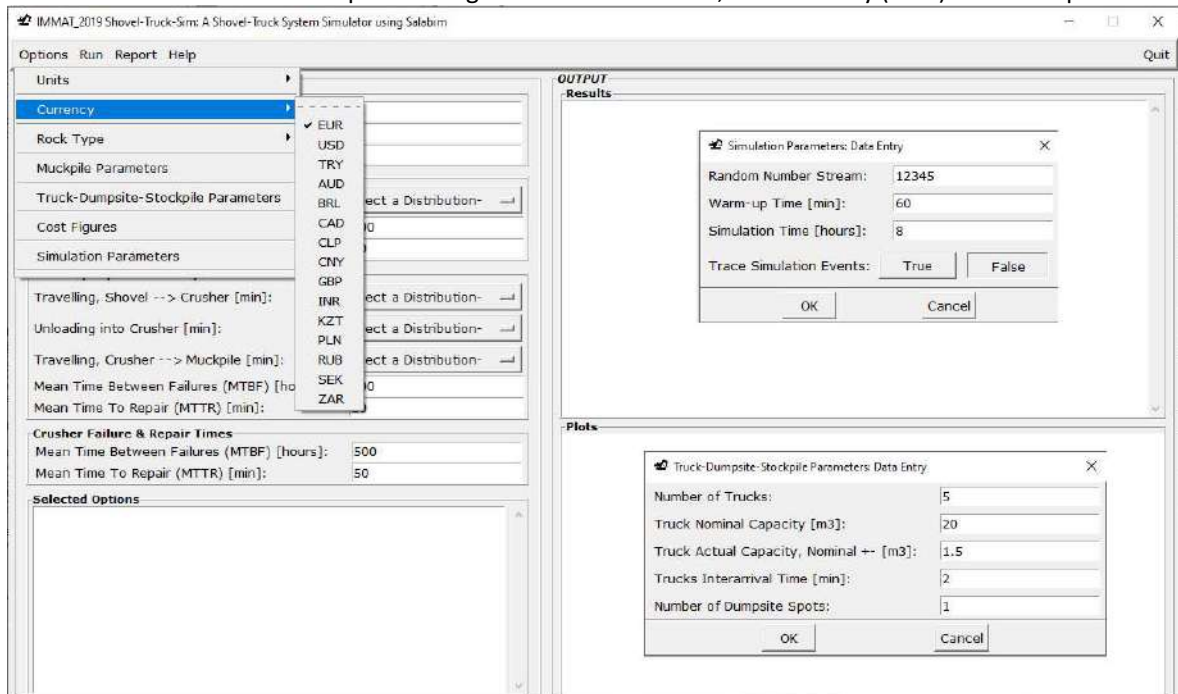 IMMAT_2019 Shovel-Truck-Sim: A Shovel-Truck System Simulator using Salabim
Options Run Report Help
Quit
Units
Currency
Rock Type
Muckpile Parameters
Truck-Dumpsite-Stockpile Parameters
Cost Figures
Simulation Parameters
EUR
USD
TRY
AUD
BRL
CAD
CLP
CNY
GBP
INR
KZT
PLN
RUB
SEK
ZAR
ect a Distribution-
Travelling, Shovel --> Crusher [min]:
ect a Distribution-
Unloading into Crusher [min]:
ect a Distribution-
Travelling, Crusher --> Muckpile [min]:
ect a Distribution-
Mean Time Between Failures (MTBF) [ho
Mean Time To Repair (MTTR) [min]:
Crusher Failure & Repair Times
Mean Time Between Failures (MTBF) [hours]: 500
Mean Time To Repair (MTTR) [min]: 50
Selected Options
OUTPUT
Results
Simulation Parameters: Data Entry
Random Number Stream: 12345
Warm-up Time [min]: 60
Simulation Time [hours]: 8
Trace Simulation Events: True False
OK Cancel
Plots
Truck-Dumpsite-Stockpile Parameters: Data Entry
Number of Trucks: 5
Truck Nominal Capacity [m3]: 20
Truck Actual Capacity, Nominal +- [m3]: 1.5
Trucks Interarrival Time [min]: 2
Number of Dumpsite Spots: 1
OK Cancel